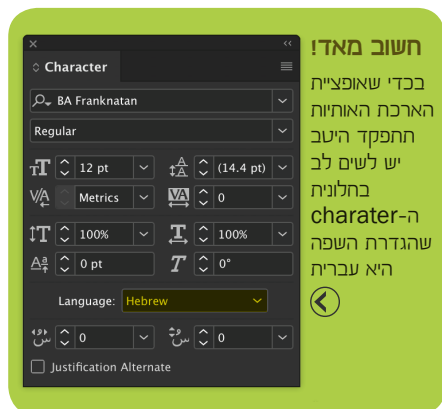 חשוב מאד!
בכדי שאופציית
הארכת האותיות
תתפקד היטב
יש לשים לב
בחלונית
ה-charater
שהגדרת השפה
היא עברית
Character
BA Franknatan
Regular
12 pt (14.4 pt)
Metrics 0
100% 100%
0 pt 0°
Language: Hebrew
0 0
Justification Alternate